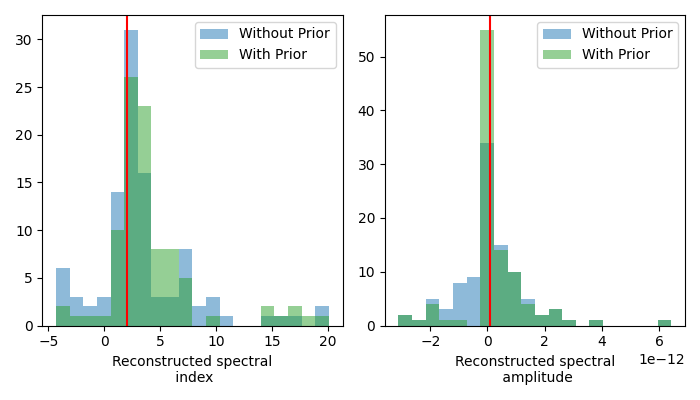 Without Prior
With Prior
30
25
20
15
10
5
0
−5
0
5
10
15
20
Reconstructed spectral
index
Without Prior
With Prior
50
40
30
20
10
0
−2
0
2
4
6
1e−12
Reconstructed spectral
amplitude